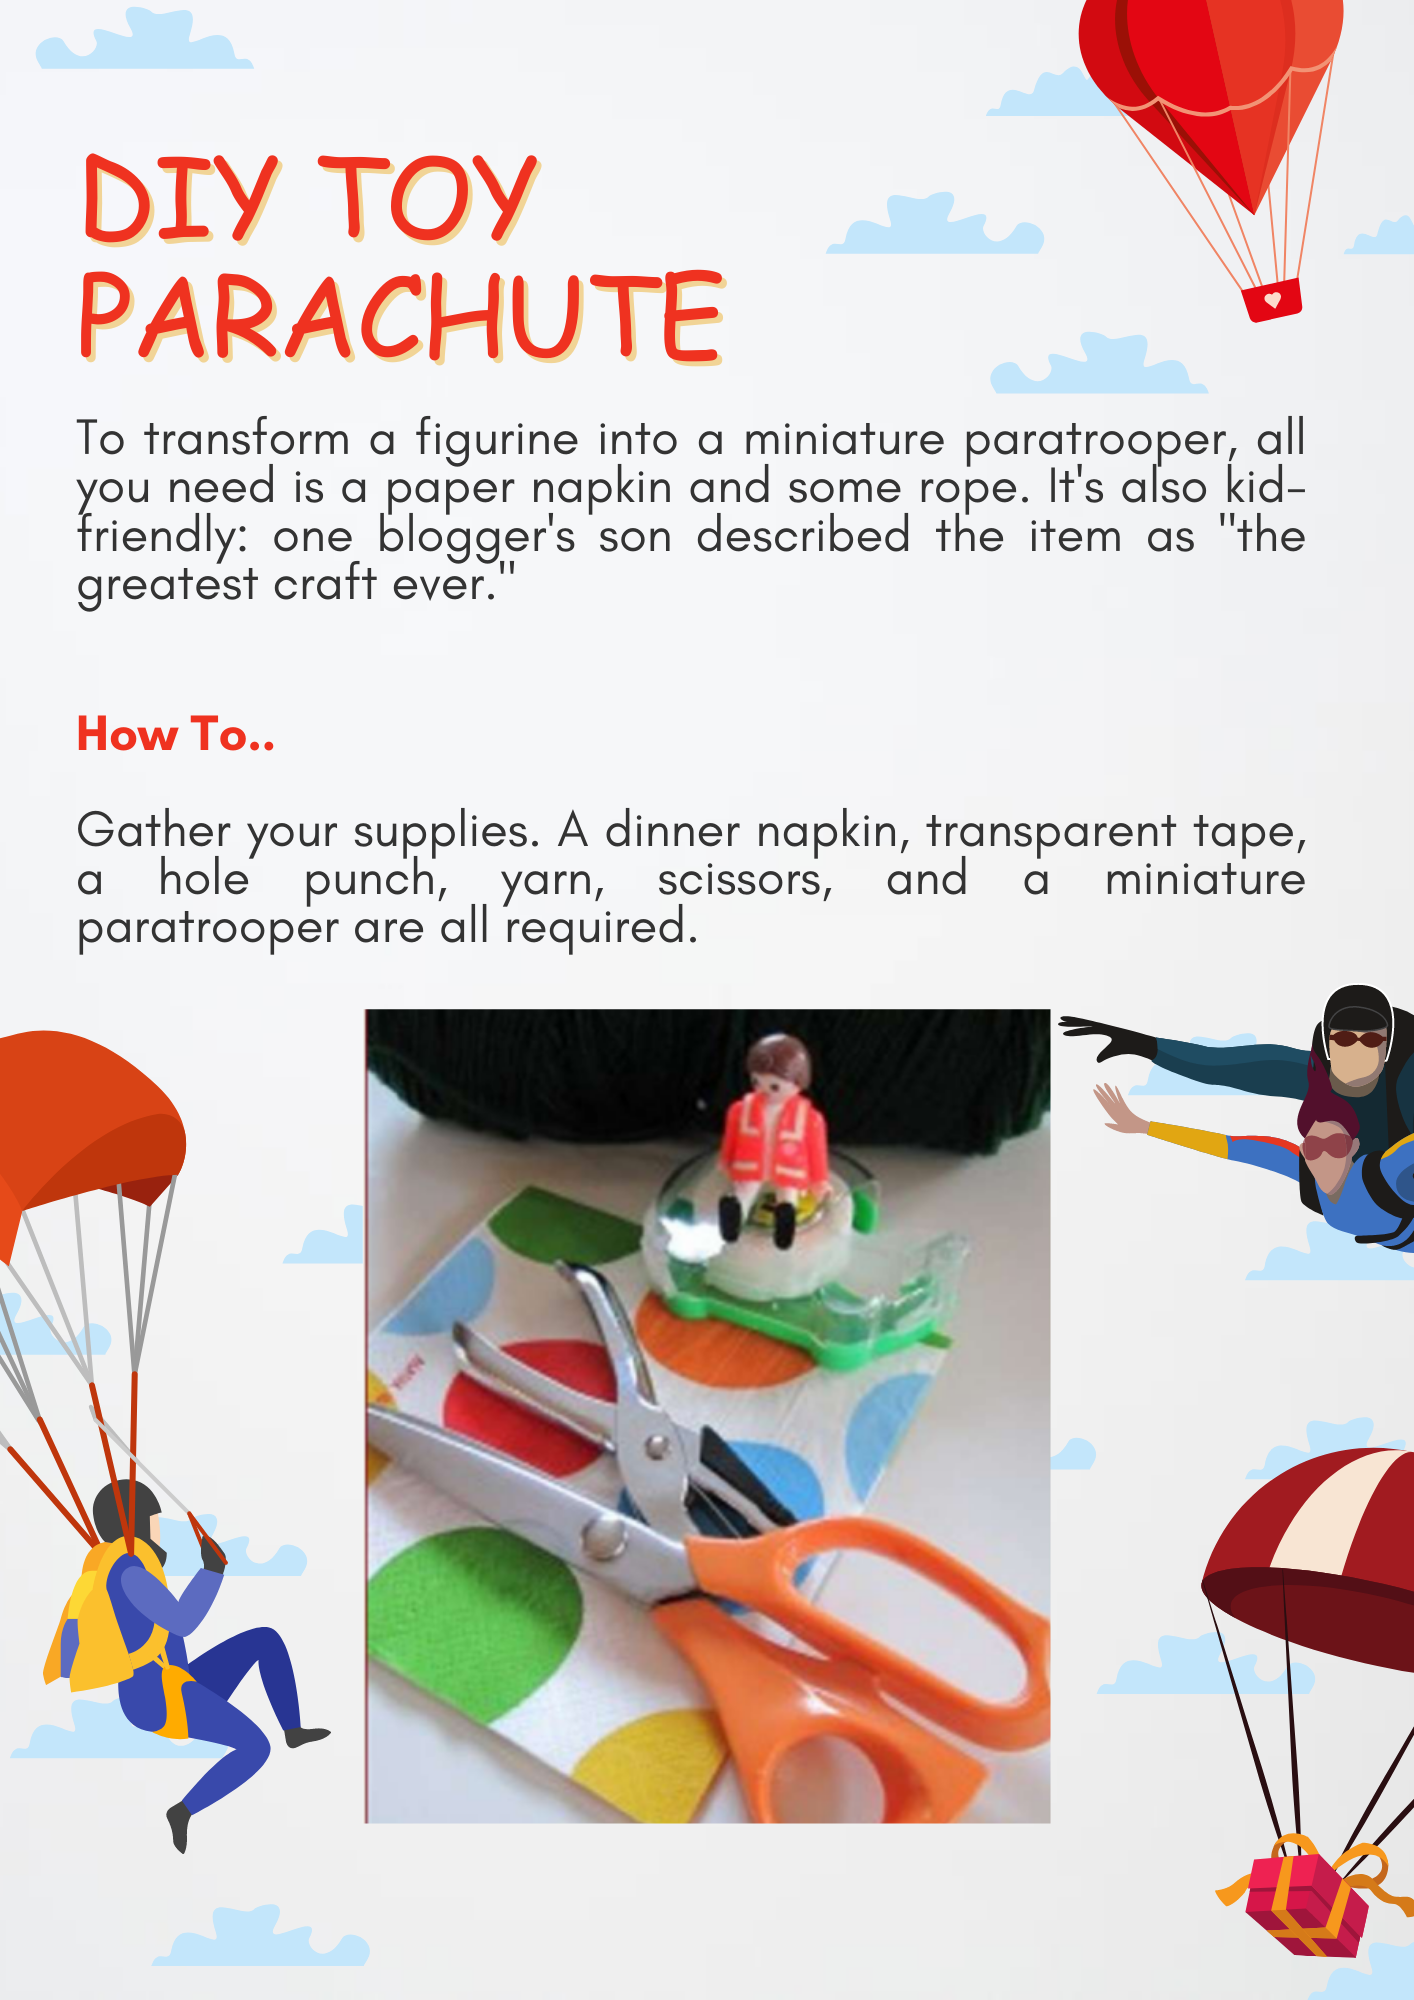 DIY TOY
PARACHUTE
To transform a figurine into a miniature paratrooper, all
you need is a paper napkin and some rope. It's also kid-
friendly: one blogger's son described the item as "the
greatest craft ever."
How To..
Gather your supplies. A dinner napkin, transparent tape,
a hole punch, yarn, scissors, and a miniature
paratrooper are all required.